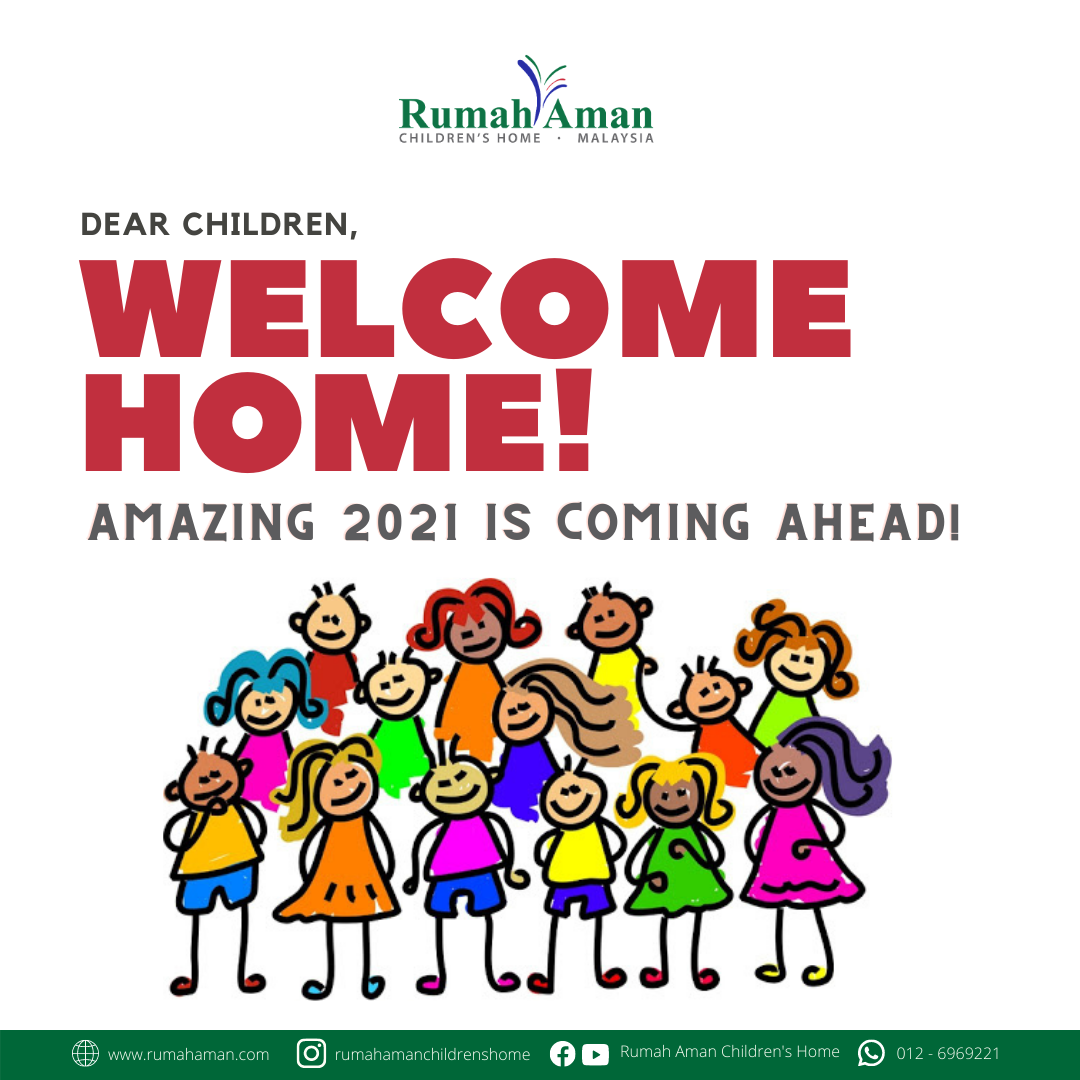 Rumah Aman
CHILDREN'S HOME · MALAYSIA
DEAR CHILDREN,
WELCOME
HOME!
AMAZING 2021 IS COMING AHEAD!
www.rumahaman.com rumahamanchildrenshome Rumah Aman Children's Home 012 - 6969221